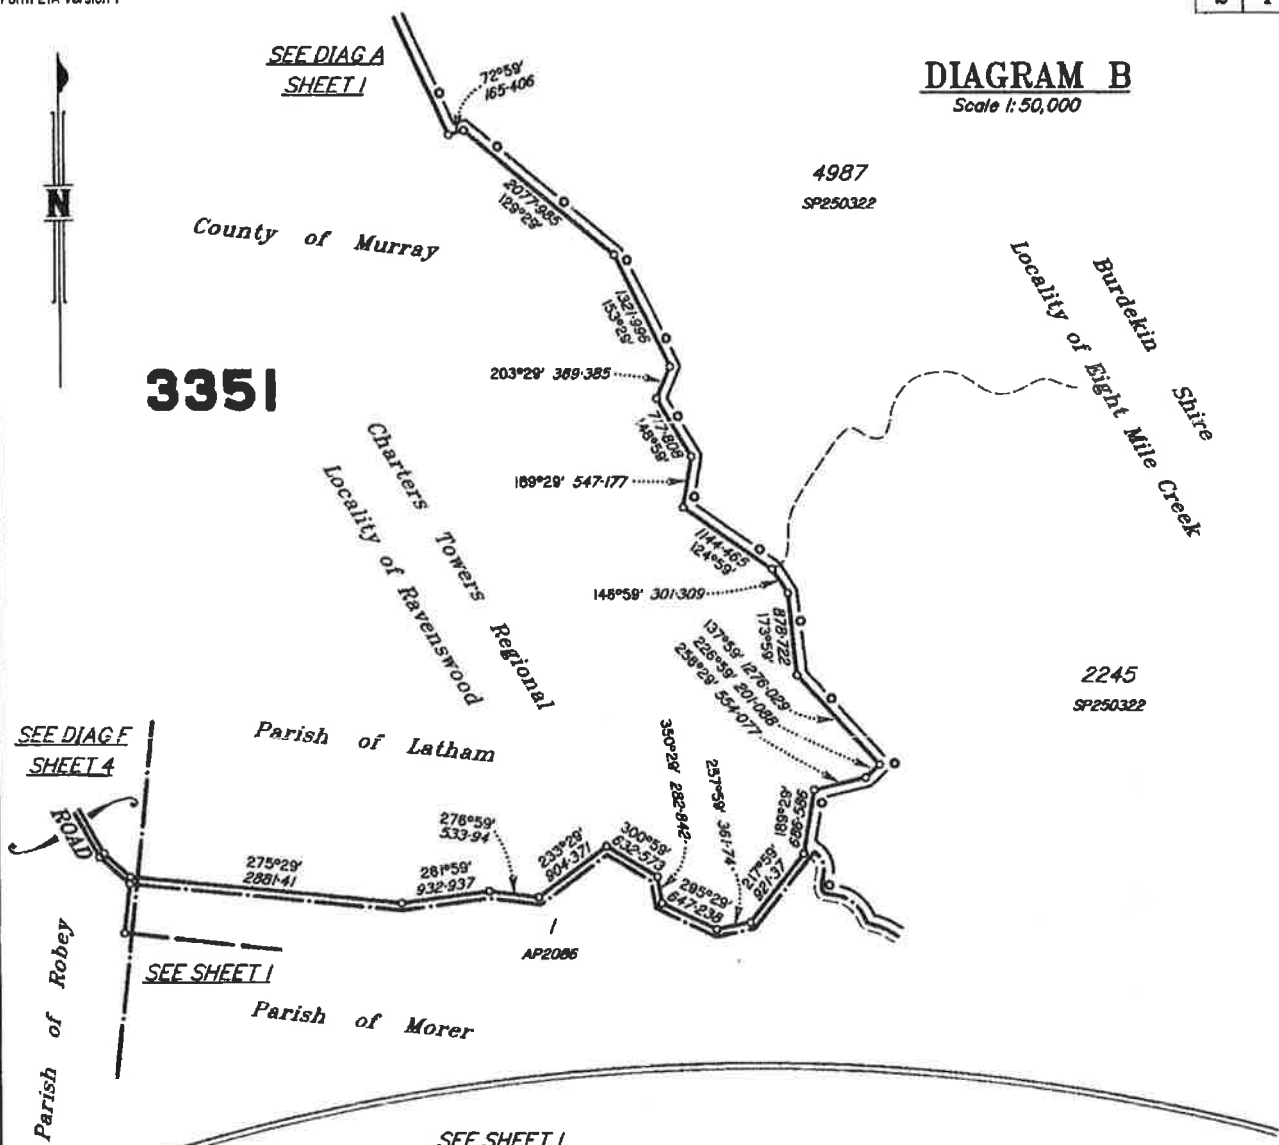 SEE DIAG A
SHEET 1
72°59'
165·406
DIAGRAM B
Scale 1:50,000
4987
SP250322
N
County of Murray
2077·985
129°29'
Burdekin Shire
Locality of Eight Mile Creek
1321·996
153°29'
3351
203°29' 389·385
717·808
148°59'
Charters Towers Regional
Locality of Ravenswood
189°29' 547·177
1144·465
124°59'
146°59' 301·309
878·722
173°59'
137°59' 1276·029
226°59' 201·088
258°29' 554·077
2245
SP250322
SEE DIAG F
SHEET 4
Parish of Latham
350°29' 282·842
257°59' 361·74
189°29'
686·586
ROAD
275°29'
2881·41
261°59'
932·937
276°59'
533·94
233°29'
904·371
300°59'
632·573
295°29'
647·238
217°59'
921·37
1
AP2086
SEE SHEET 1
Parish of Robey
Parish of Morer
SEE SHEET 1